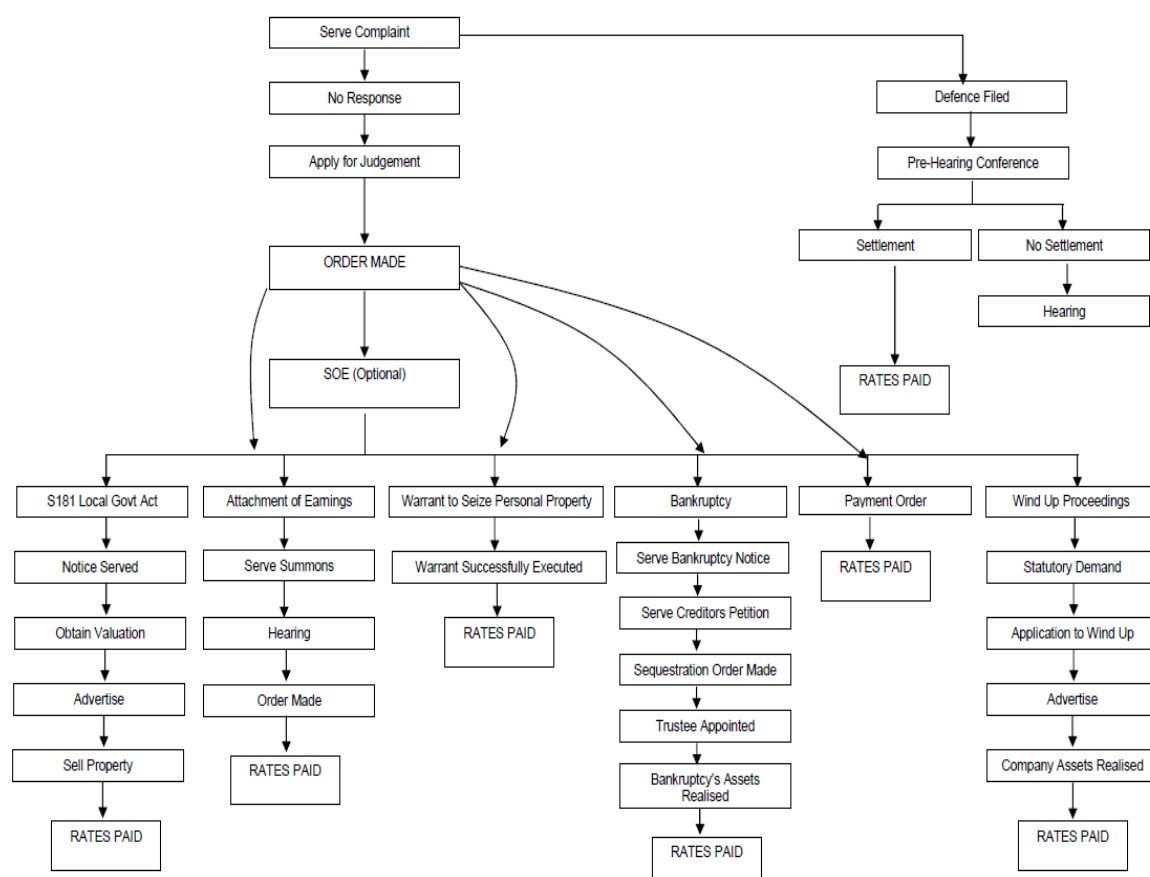 Serve Complaint
No Response
Defence Filed
Apply for Judgement
Pre-Hearing Conference
ORDER MADE
Settlement
No Settlement
Hearing
SOE (Optional)
RATES PAID
S181 Local Govt Act
Attachment of Earnings
Warrant to Seize Personal Property
Bankruptcy
Payment Order
Wind Up Proceedings
Notice Served
Serve Summons
Warrant Successfully Executed
Serve Bankruptcy Notice
RATES PAID
Statutory Demand
Obtain Valuation
Hearing
RATES PAID
Serve Creditors Petition
Application to Wind Up
Advertise
Order Made
Sequestration Order Made
Advertise
Sell Property
RATES PAID
Trustee Appointed
Company Assets Realised
Bankruptcy's Assets
Realised
RATES PAID
RATES PAID
RATES PAID